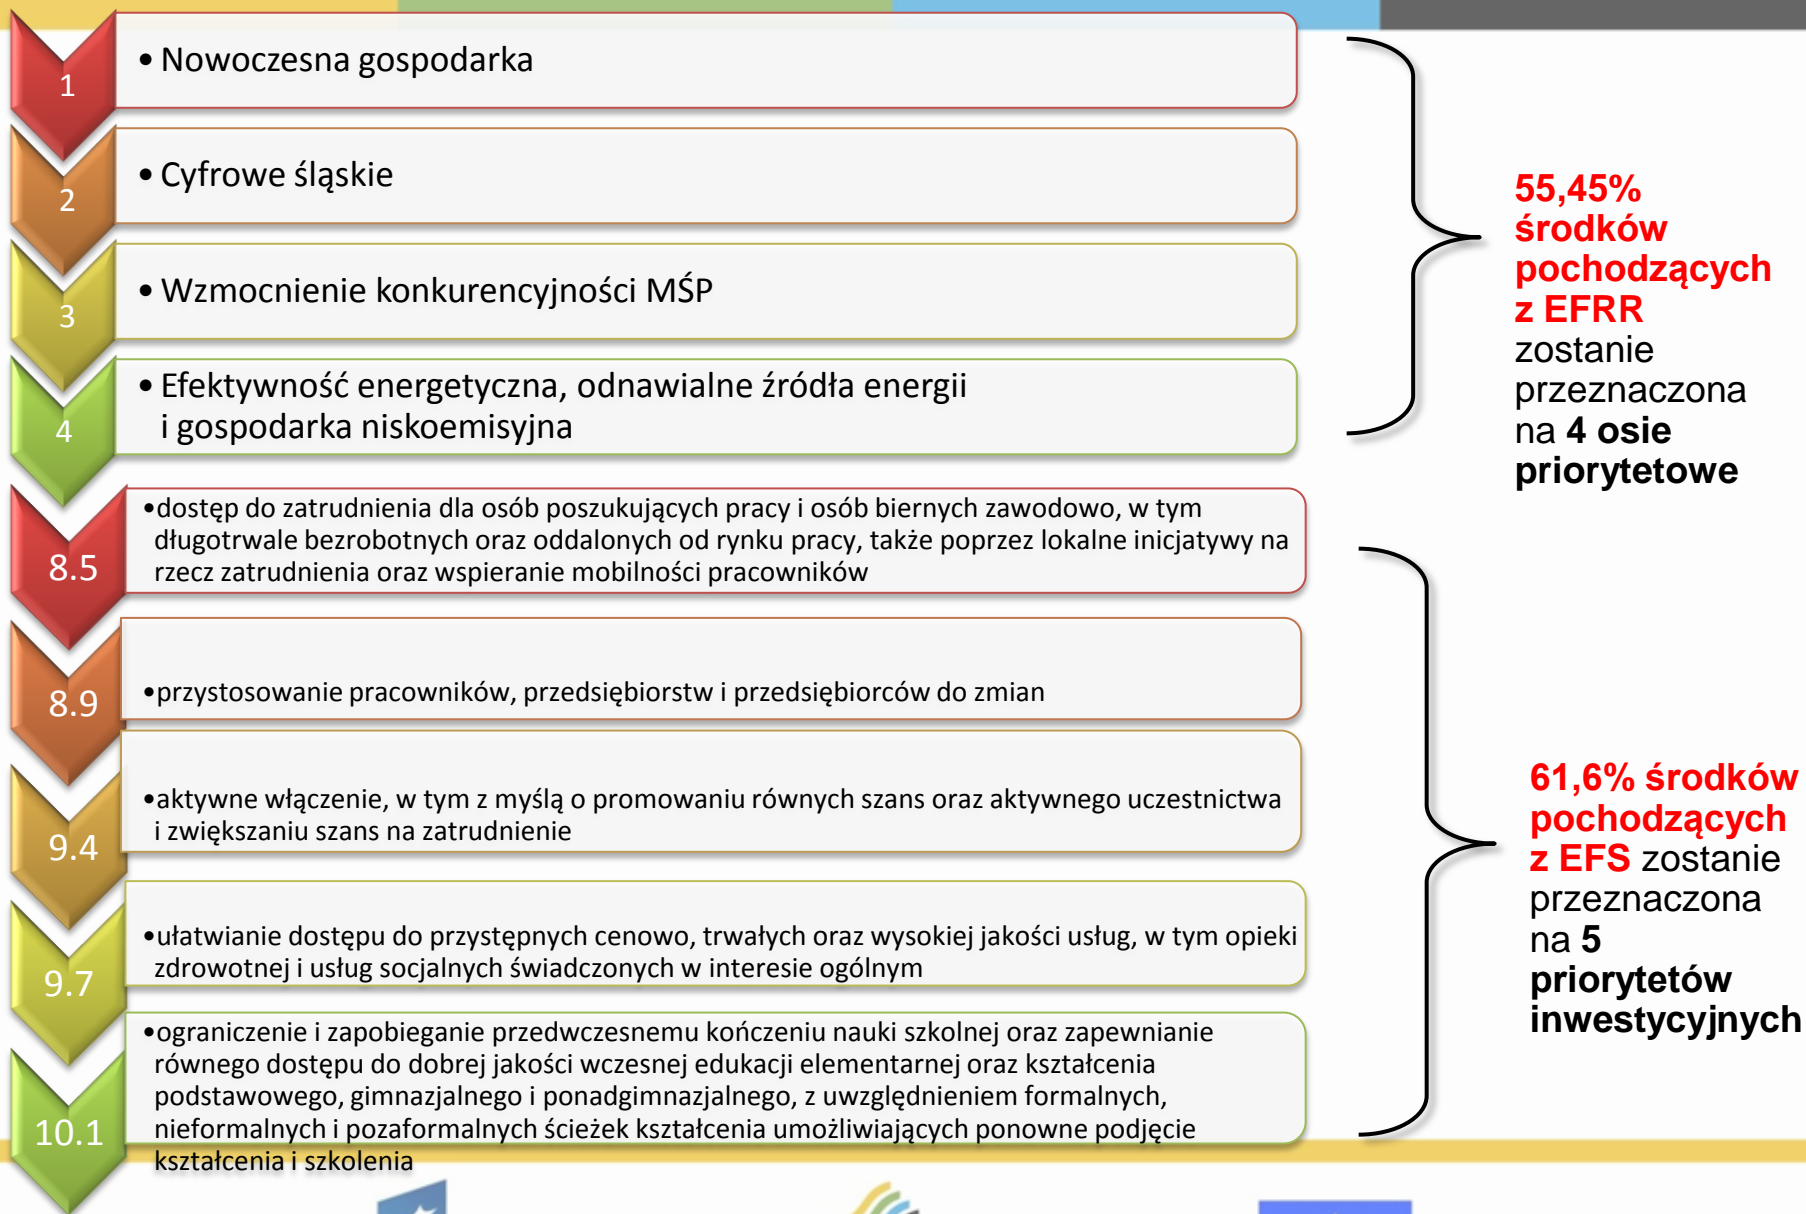 1
• Nowoczesna gospodarka
2
• Cyfrowe śląskie
3
• Wzmocnienie konkurencyjności MŚP
4
• Efektywność energetyczna, odnawialne źródła energii
i gospodarka niskoemisyjna
55,45%
środków
pochodzących
z EFRR
zostanie
przeznaczona
na 4 osie
priorytetowe
8.5
•dostęp do zatrudnienia dla osób poszukujących pracy i osób biernych zawodowo, w tym
długotrwale bezrobotnych oraz oddalonych od rynku pracy, także poprzez lokalne inicjatywy na
rzecz zatrudnienia oraz wspieranie mobilności pracowników
8.9
•przystosowanie pracowników, przedsiębiorstw i przedsiębiorców do zmian
9.4
•aktywne włączenie, w tym z myślą o promowaniu równych szans oraz aktywnego uczestnictwa
i zwiększaniu szans na zatrudnienie
9.7
•ułatwianie dostępu do przystępnych cenowo, trwałych oraz wysokiej jakości usług, w tym opieki
zdrowotnej i usług socjalnych świadczonych w interesie ogólnym
10.1
•ograniczenie i zapobieganie przedwczesnemu kończeniu nauki szkolnej oraz zapewnianie
równego dostępu do dobrej jakości wczesnej edukacji elementarnej oraz kształcenia
podstawowego, gimnazjalnego i ponadgimnazjalnego, z uwzględnieniem formalnych,
nieformalnych i pozaformalnych ścieżek kształcenia umożliwiających ponowne podjęcie
kształcenia i szkolenia
61,6% środków
pochodzących
z EFS zostanie
przeznaczona
na 5
priorytetów
inwestycyjnych